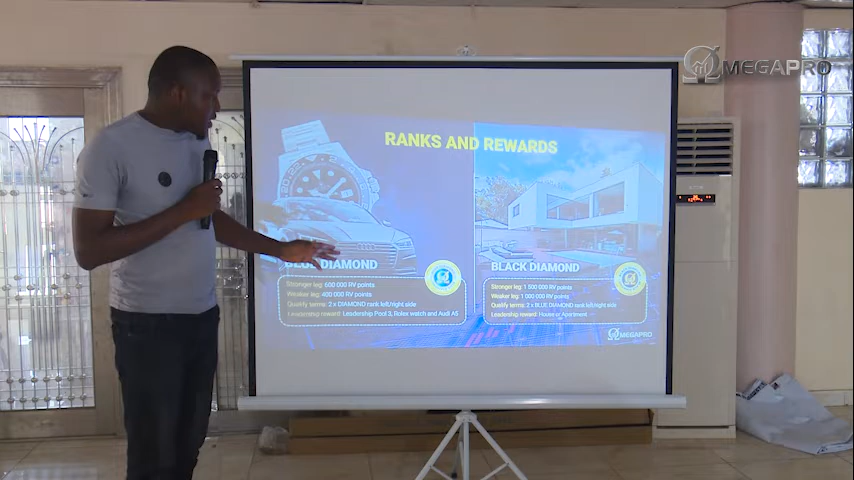 MEGAPRO
RANKS AND REWARDS
BLUE DIAMOND
Stronger leg: 600 000 RV points
Weaker leg: 400 000 RV points
Qualify terms: 2 x DIAMOND rank left/right side
Leadership reward: Leadership Pool 3, Rolex watch and Audi A5
BLACK DIAMOND
Stronger leg: 1 500 000 RV points
Weaker leg: 1 000 000 RV points
Qualify terms: 2 x BLUE DIAMOND rank left/right side
Leadership reward: House or Apartment
MEGAPRO